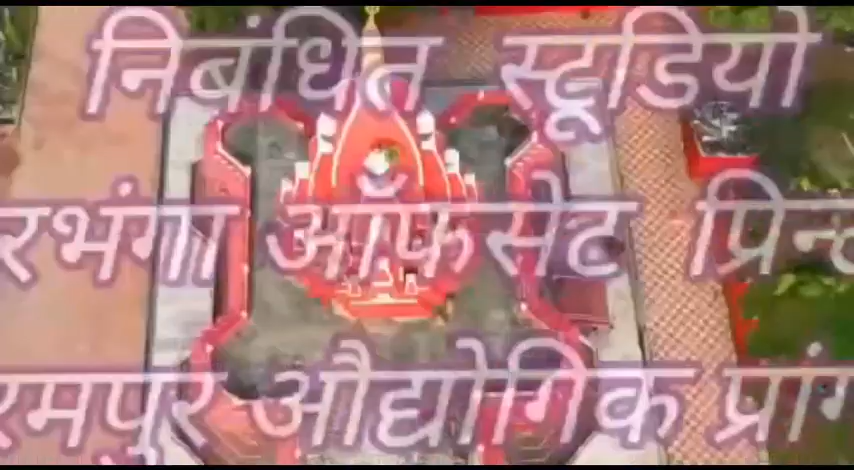 निबंधित स्टूडियो
रभंगा ऑफसेट प्रिन्ट
रमपुर औद्योगिक प्रांग